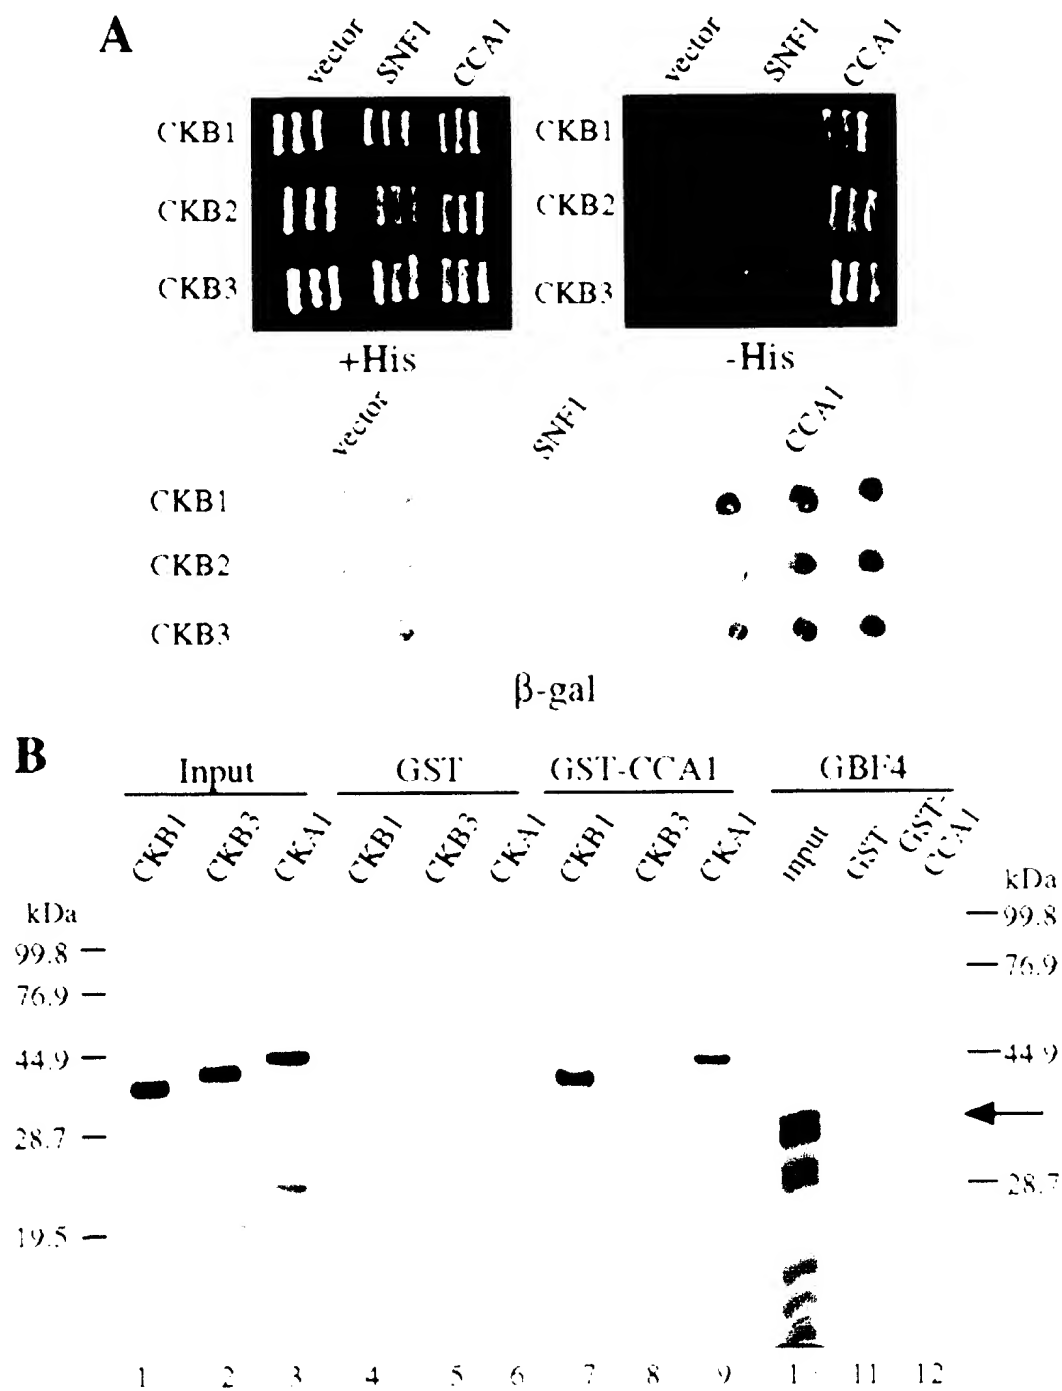 A
vector SNF1 CCA1 vector SNF1 CCA1
CKB1 CKB1
CKB2 CKB2
CKB3 CKB3
+His -His
vector SNF1 CCA1
CKB1
CKB2
CKB3
β-gal
B
Input GST GST-CCA1 GBF4
CKB1 CKB3 CKA1 CKB1 CKB3 CKA1 CKB1 CKB3 CKA1 input GST GST-CCA1
kDa kDa
99.8 99.8
76.9 76.9
44.9 44.9
28.7 28.7
19.5
1 2 3 4 5 6 7 8 9 1 11 12